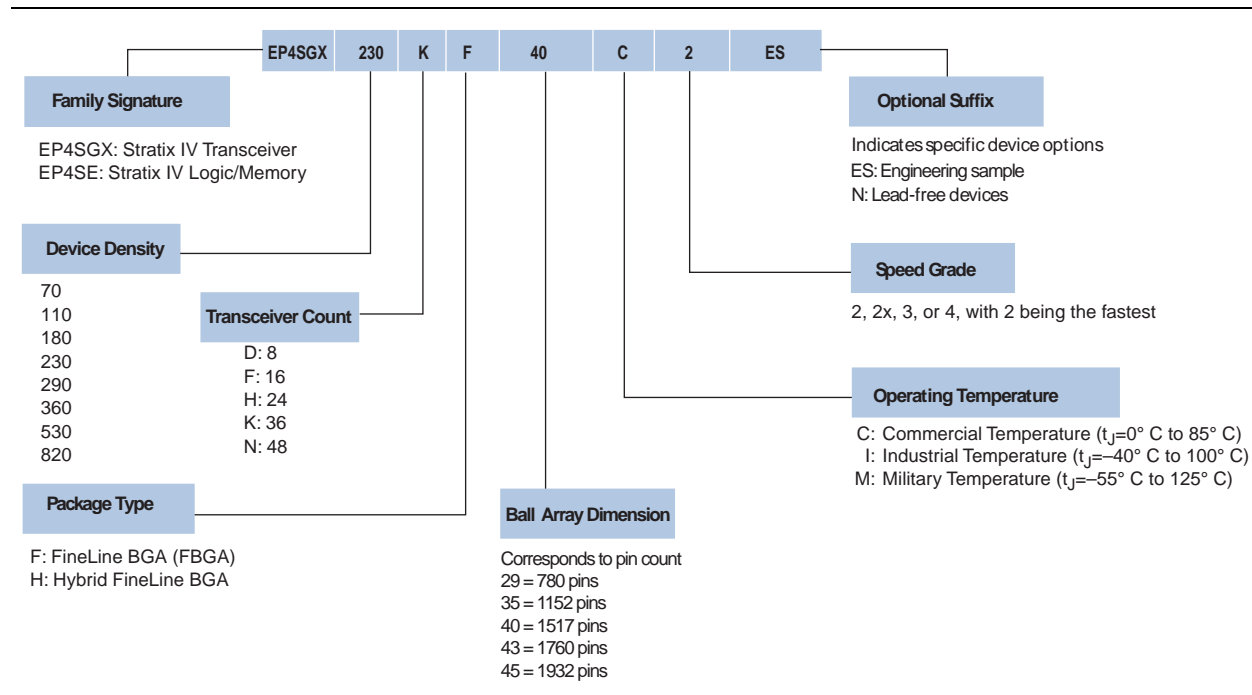 EP4SGX 230 K F 40 C 2 ES
Family Signature
EP4SGX: Stratix IV Transceiver
EP4SE: Stratix IV Logic/Memory
Optional Suffix
Indicates specific device options
ES: Engineering sample
N: Lead-free devices
Device Density
70
110
180
230
290
360
530
820
Transceiver Count
D: 8
F: 16
H: 24
K: 36
N: 48
Speed Grade
2, 2x, 3, or 4, with 2 being the fastest
Operating Temperature
C: Commercial Temperature (tJ=0° C to 85° C)
I: Industrial Temperature (tJ=–40° C to 100° C)
M: Military Temperature (tJ=–55° C to 125° C)
Package Type
F: FineLine BGA (FBGA)
H: Hybrid FineLine BGA
Ball Array Dimension
Corresponds to pin count
29 = 780 pins
35 = 1152 pins
40 = 1517 pins
43 = 1760 pins
45 = 1932 pins